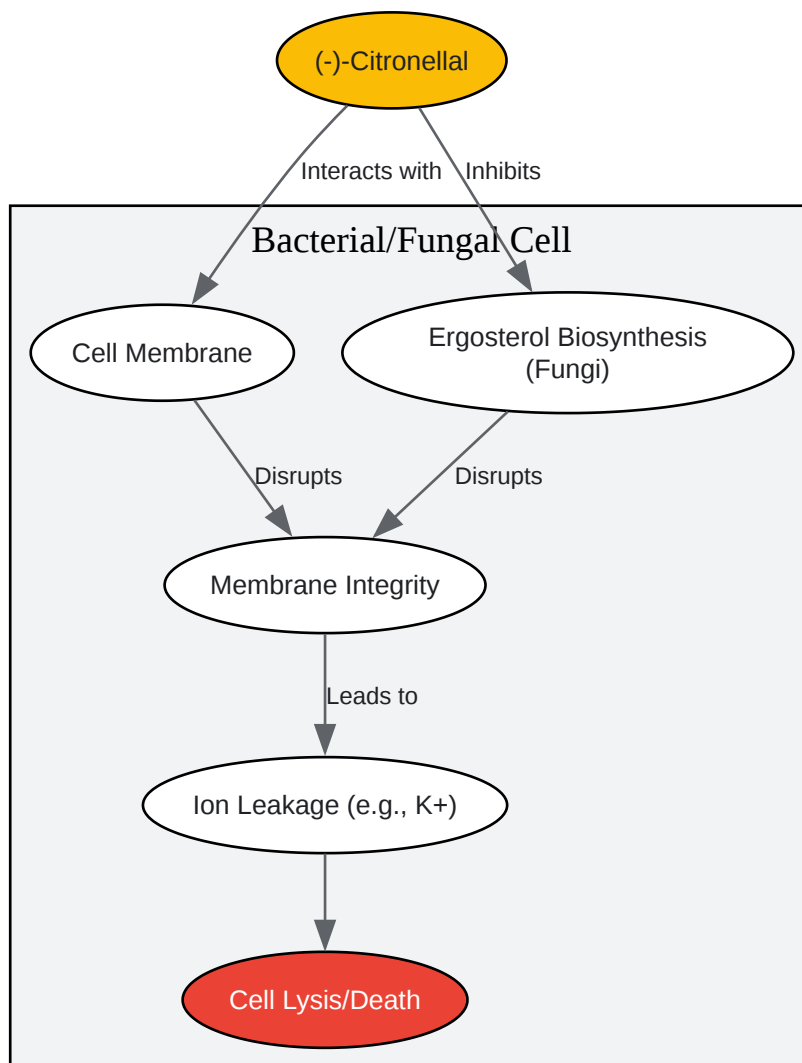 (-)-Citronellal
Interacts with
Inhibits
Bacterial/Fungal Cell
Cell Membrane
Ergosterol Biosynthesis
(Fungi)
Disrupts
Disrupts
Membrane Integrity
Leads to
Ion Leakage (e.g., K+)
Cell Lysis/Death